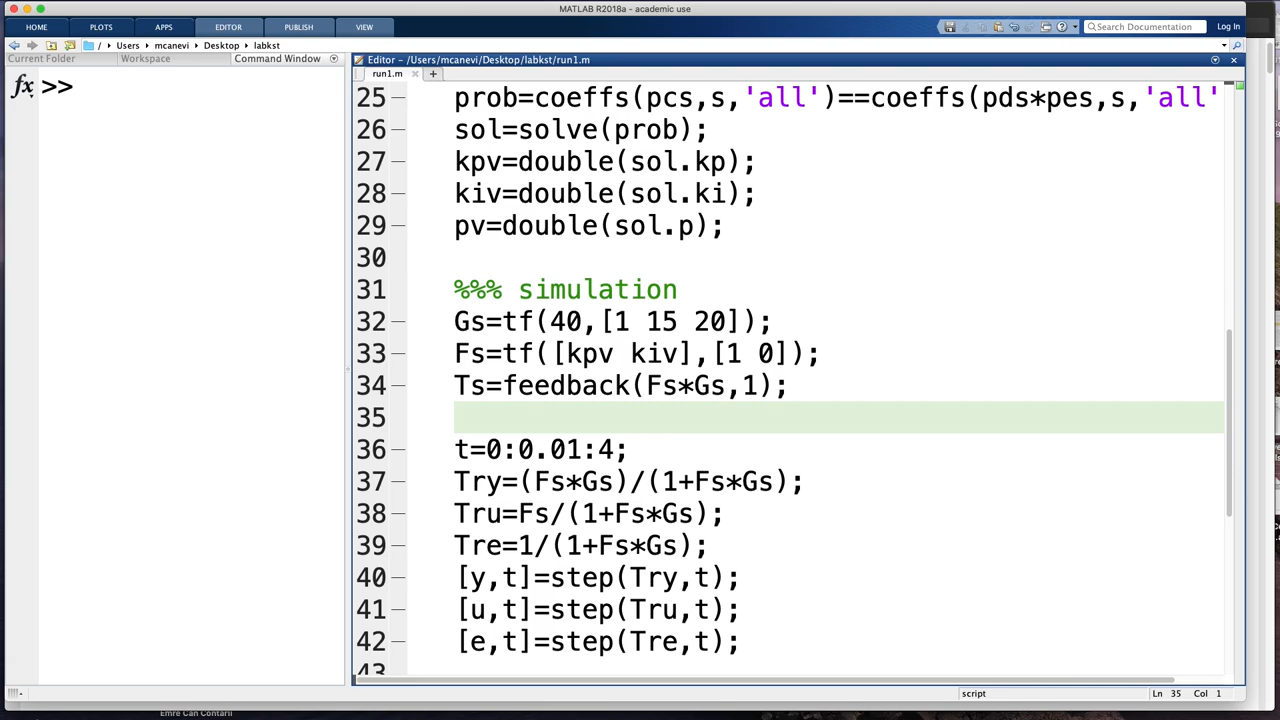 MATLAB R2018a - academic use
HOME PLOTS APPS EDITOR PUBLISH VIEW Search Documentation Log In
/ ▸ Users ▸ mcanevi ▸ Desktop ▸ labkst
Current Folder Workspace Command Window
Editor - /Users/mcanevi/Desktop/labkst/run1.m
run1.m
fx >>
25 prob=coeffs(pcs,s,'all')==coeffs(pds*pes,s,'all'
26 sol=solve(prob);
27 kpv=double(sol.kp);
28 kiv=double(sol.ki);
29 pv=double(sol.p);
30
31 %%% simulation
32 Gs=tf(40,[1 15 20]);
33 Fs=tf([kpv kiv],[1 0]);
34 Ts=feedback(Fs*Gs,1);
35
36 t=0:0.01:4;
37 Try=(Fs*Gs)/(1+Fs*Gs);
38 Tru=Fs/(1+Fs*Gs);
39 Tre=1/(1+Fs*Gs);
40 [y,t]=step(Try,t);
41 [u,t]=step(Tru,t);
42 [e,t]=step(Tre,t);
43
script Ln 35 Col 1
Emre Can Contarli